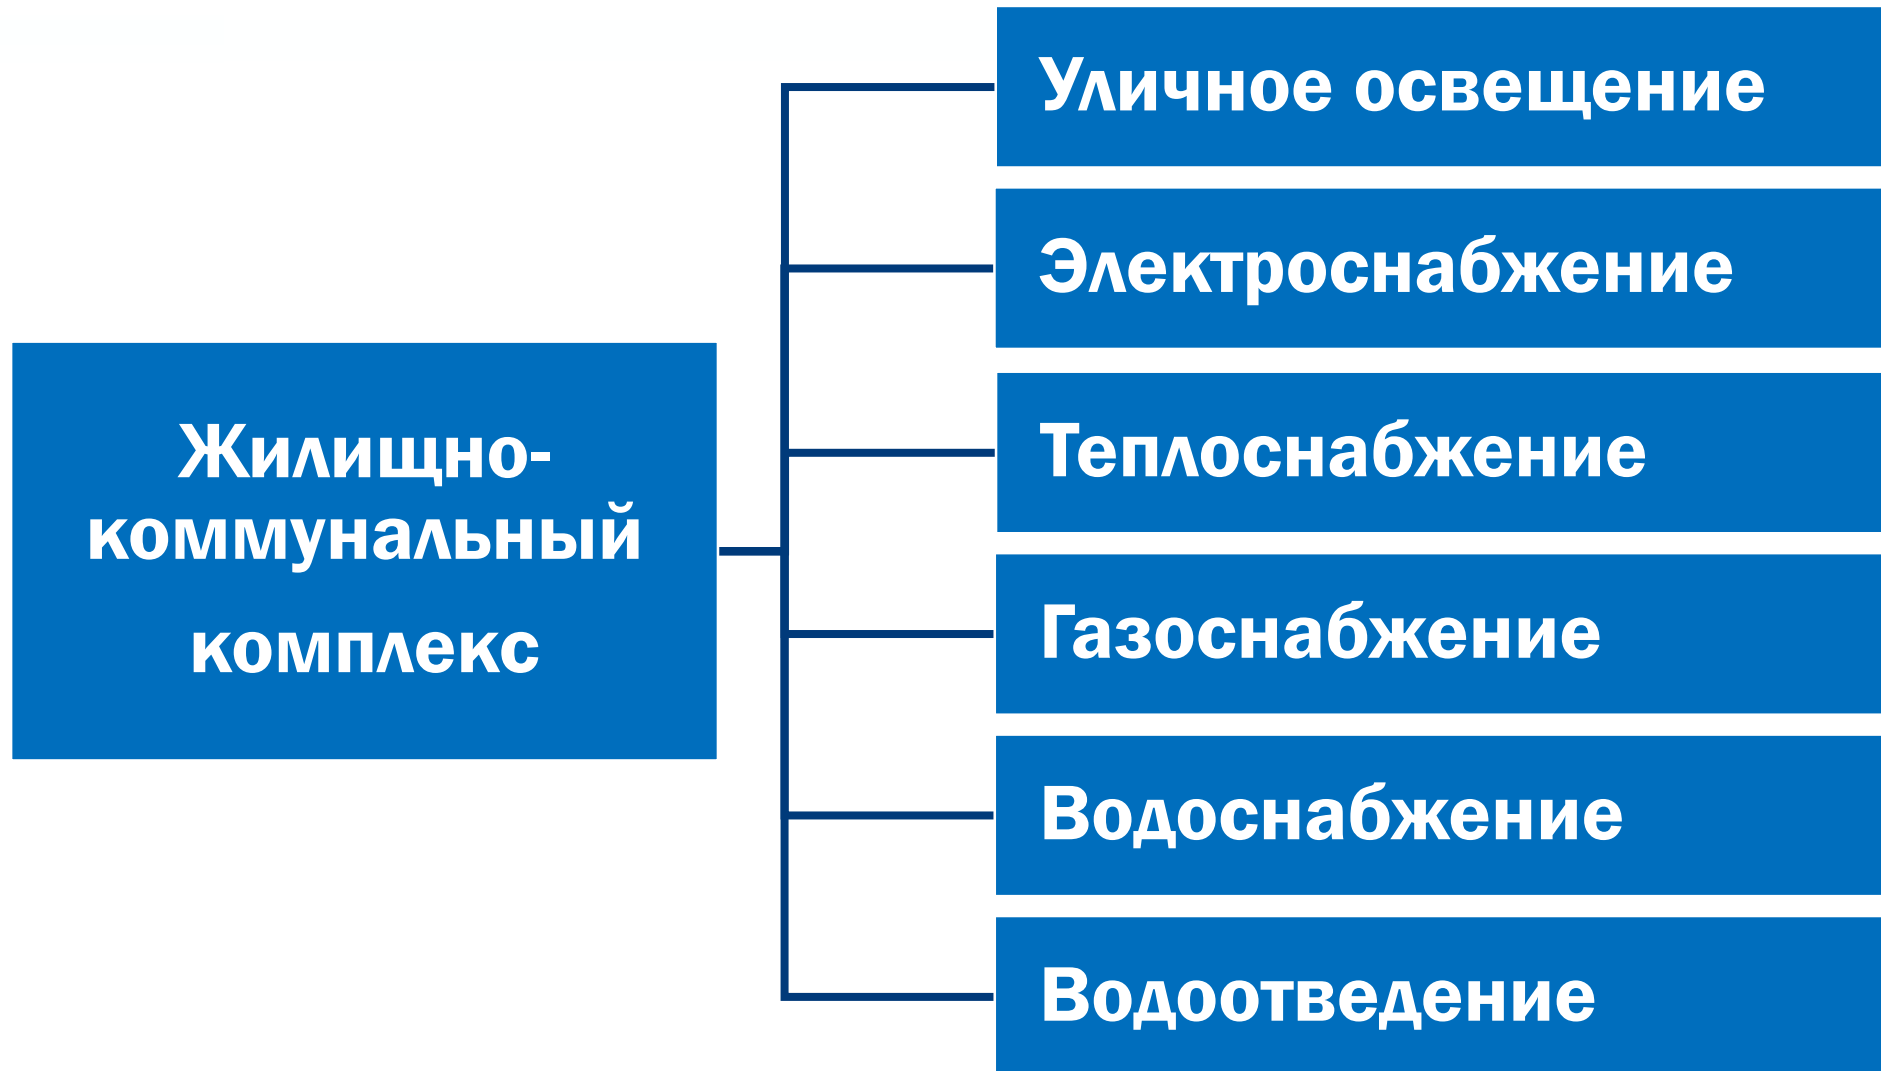 Жилищно-
коммунальный
комплекс
Уличное освещение
Электроснабжение
Теплоснабжение
Газоснабжение
Водоснабжение
Водоотведение